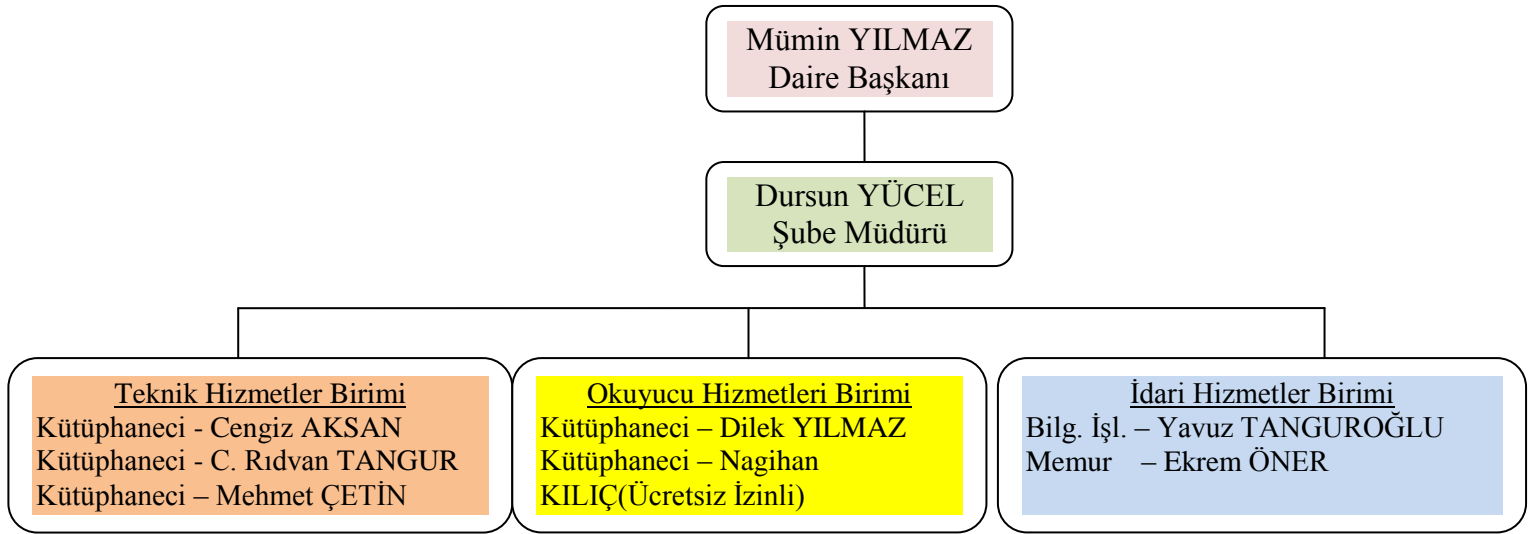 Mümin YILMAZ
Daire Başkanı
Dursun YÜCEL
Şube Müdürü
Teknik Hizmetler Birimi
Kütüphaneci - Cengiz AKSAN
Kütüphaneci - C. Rıdvan TANGUR
Kütüphaneci – Mehmet ÇETİN
Okuyucu Hizmetleri Birimi
Kütüphaneci – Dilek YILMAZ
Kütüphaneci – Nagihan
KILIÇ(Ücretsiz İzinli)
İdari Hizmetler Birimi
Bilg. İşl. – Yavuz TANGUROĞLU
Memur – Ekrem ÖNER